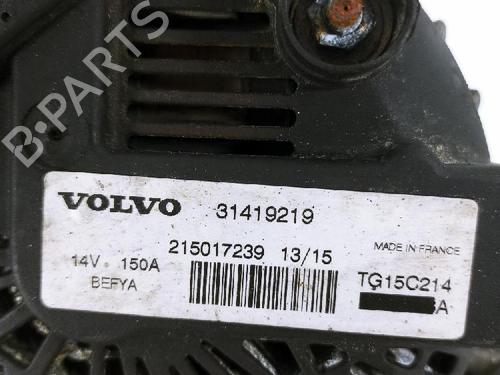 B-PARTS
VOLVO 31419219
215017239 13/15 MADE IN FRANCE
14V 150A
BEFYA TG15C214
A